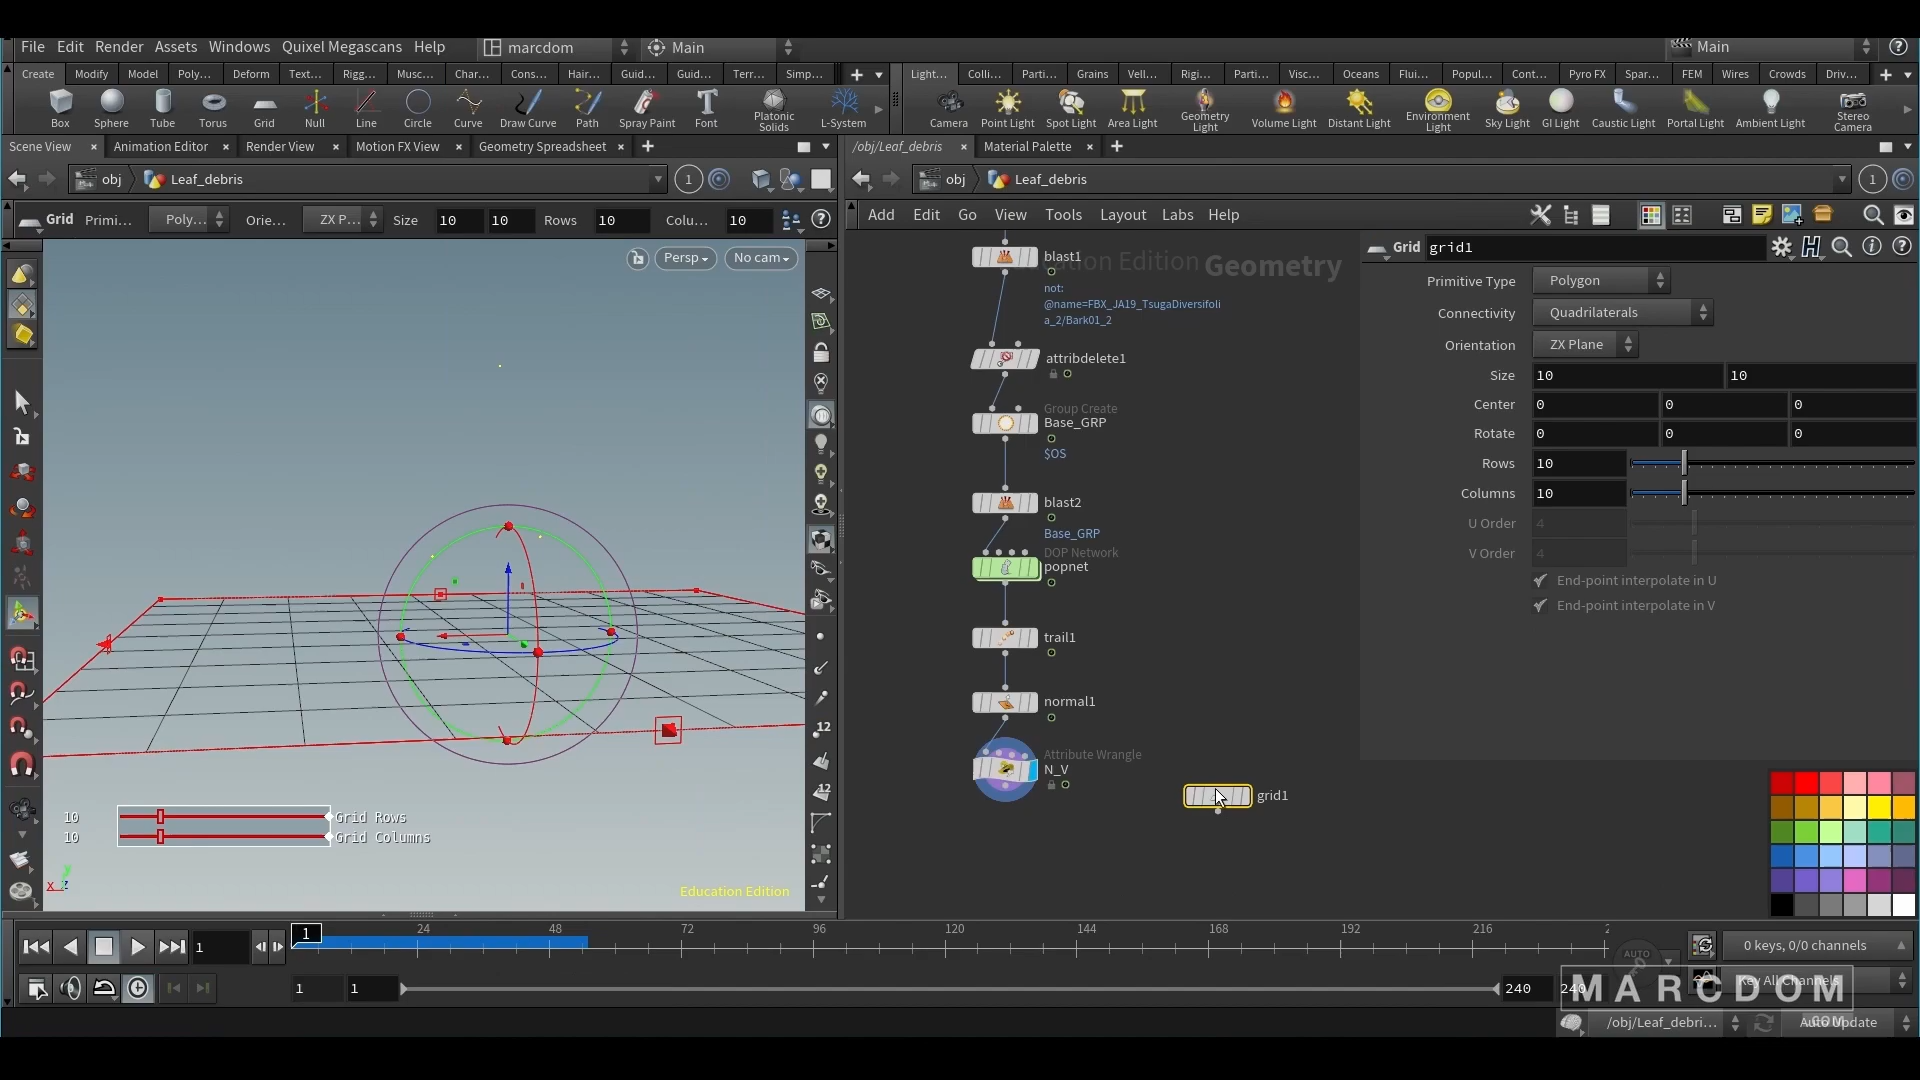 File Edit Render Assets Windows Quixel Megascans Help marcdom Main Main
Create Modify Model Poly... Deform Text... Rigg... Musc... Char... Cons... Hair... Guid... Guid... Terr... Simp...
Light... Colli... Parti... Grains Vell... Rigi... Parti... Visc... Oceans Flui... Popul... Cont... Pyro FX Spar... FEM Wires Crowds Driv...
Box Sphere Tube Torus Grid Null Line Circle Curve Draw Curve Path Spray Paint Font Platonic Solids L-System
Camera Point Light Spot Light Area Light Geometry Light Volume Light Distant Light Environment Light Sky Light GI Light Caustic Light Portal Light Ambient Light Stereo Camera
Scene View Animation Editor Render View Motion FX View Geometry Spreadsheet
/obj/Leaf_debris Material Palette
obj Leaf_debris 1
obj Leaf_debris 1
Grid Primi... Poly... Orie... ZX P... Size 10 10 Rows 10 Colu... 10
Add Edit Go View Tools Layout Labs Help
Persp No cam
Grid grid1
blast1
cation Edition Geometry
not:
@name=FBX_JA19_TsugaDiversifoli
a_2/Bark01_2
attribdelete1
Group Create
Base_GRP
$OS
blast2
Base_GRP
DOP Network
popnet
trail1
normal1
Attribute Wrangle
N_V
grid1
Primitive Type Polygon
Connectivity Quadrilaterals
Orientation ZX Plane
Size 10 10
Center 0 0 0
Rotate 0 0 0
Rows 10
Columns 10
U Order 4
V Order 4
End-point interpolate in U
End-point interpolate in V
12
12
10 Grid Rows
10 Grid Columns
y
x z
Education Edition
1 1 24 48 72 96 120 144 168 192 216 2
AUTO
0 keys, 0/0 channels
1 1 240 240
Key All Channels
MARCDOM
.COM
/obj/Leaf_debri... Auto Update